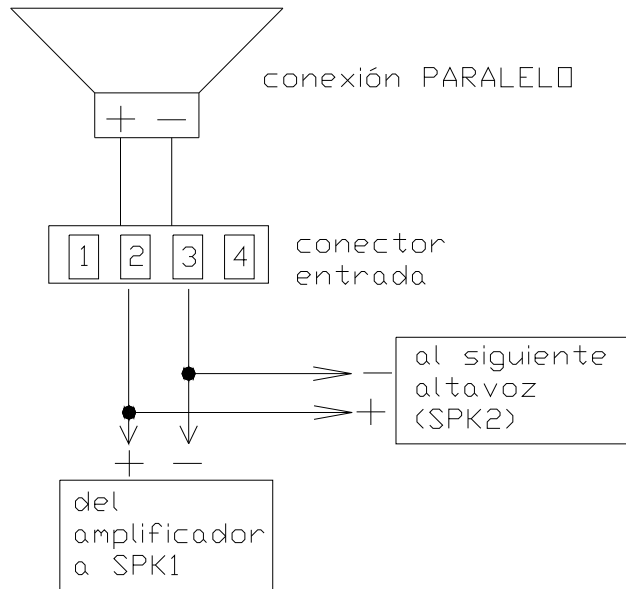 conexión PARALELO
+ −
1 2 3 4
conector
entrada
al siguiente
altavoz
(SPK2)
−
+
+ −
del
amplificador
a SPK1